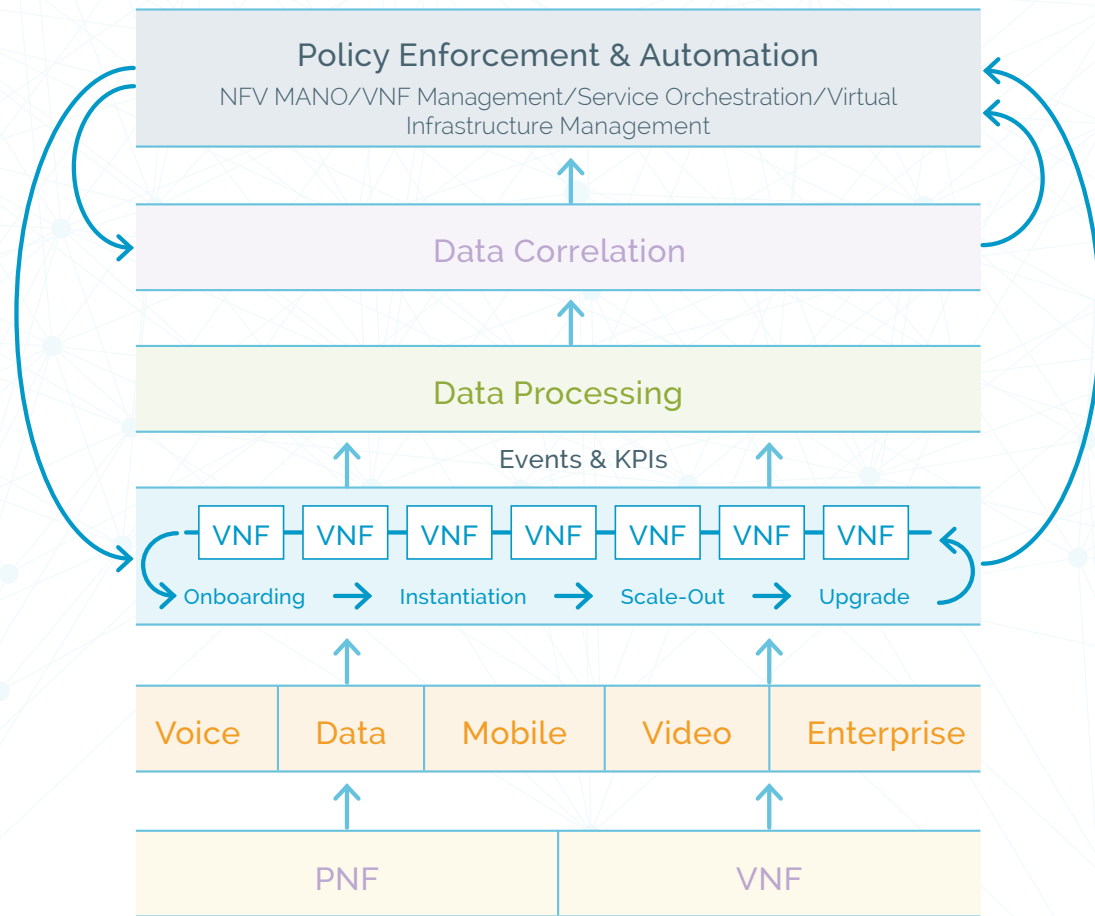 Policy Enforcement & Automation
NFV MANO/VNF Management/Service Orchestration/Virtual
Infrastructure Management
Data Correlation
Data Processing
Events & KPIs
VNF VNF VNF VNF VNF VNF VNF
Onboarding Instantiation Scale-Out Upgrade
Voice Data Mobile Video Enterprise
PNF VNF